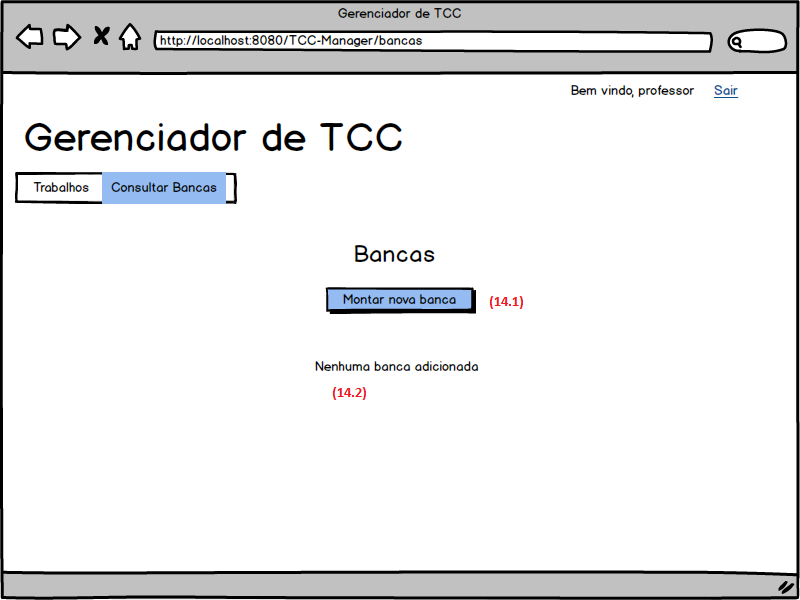 Gerenciador de TCC
http://localhost:8080/TCC-Manager/bancas
Bem vindo, professor Sair
Gerenciador de TCC
Trabalhos Consultar Bancas
Bancas
Montar nova banca (14.1)
Nenhuma banca adicionada
(14.2)